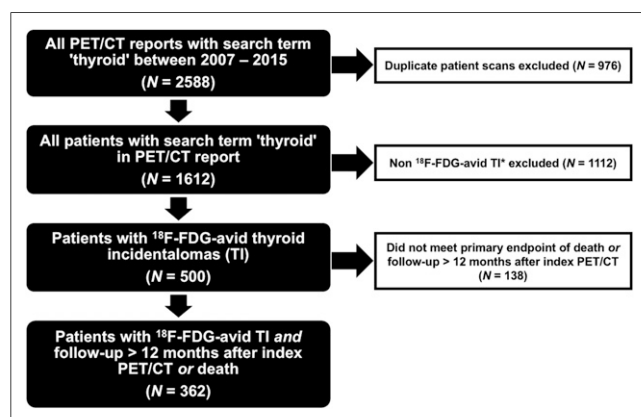 All PET/CT reports with search term
'thyroid' between 2007 – 2015
(N = 2588)
Duplicate patient scans excluded (N = 976)
All patients with search term 'thyroid'
in PET/CT report
(N = 1612)
Non ¹⁸F-FDG-avid TI* excluded (N = 1112)
Patients with ¹⁸F-FDG-avid thyroid
incidentalomas (TI)
(N = 500)
Did not meet primary endpoint of death or
follow-up > 12 months after index PET/CT
(N = 138)
Patients with ¹⁸F-FDG-avid TI and
follow-up > 12 months after index
PET/CT or death
(N = 362)